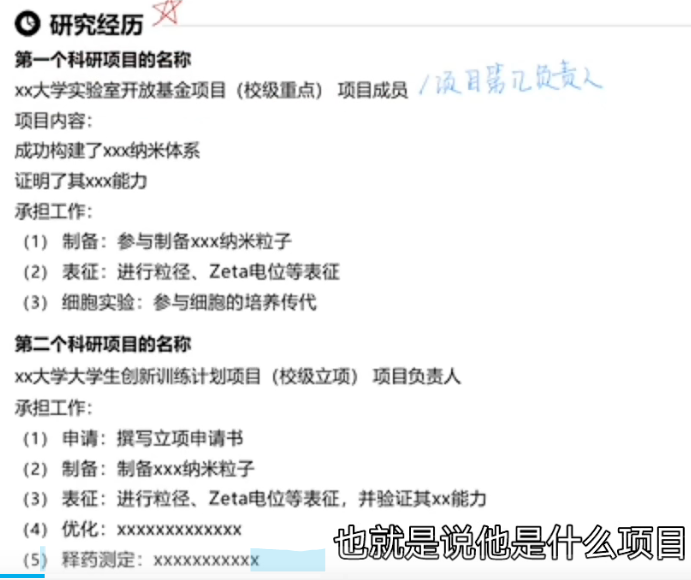 研究经历
第一个科研项目的名称
xx大学实验室开放基金项目（校级重点） 项目成员 /项目第几负责人
项目内容：
成功构建了xxx纳米体系
证明了其xxx能力
承担工作：
（1） 制备：参与制备xxx纳米粒子
（2） 表征：进行粒径、Zeta电位等表征
（3） 细胞实验：参与细胞的培养传代
第二个科研项目的名称
xx大学大学生创新训练计划项目（校级立项） 项目负责人
承担工作：
（1） 申请：撰写立项申请书
（2） 制备：制备xxx纳米粒子
（3） 表征：进行粒径、Zeta电位等表征，并验证其xx能力
（4） 优化：xxxxxxxxxxxxx
（5） 释药测定：xxxxxxxxxxx
也就是说他是什么项目